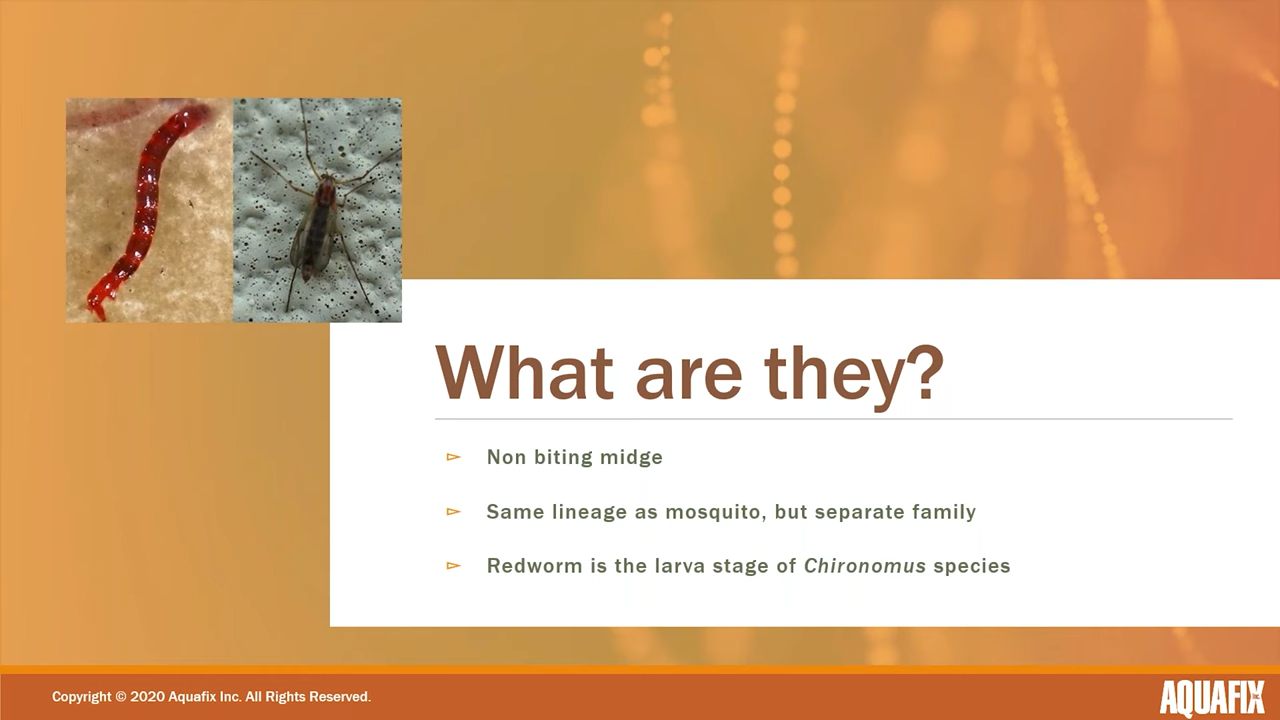 What are they?
Non biting midge
Same lineage as mosquito, but separate family
Redworm is the larva stage of Chironomus species
Copyright © 2020 Aquafix Inc. All Rights Reserved.
AQUAFIX